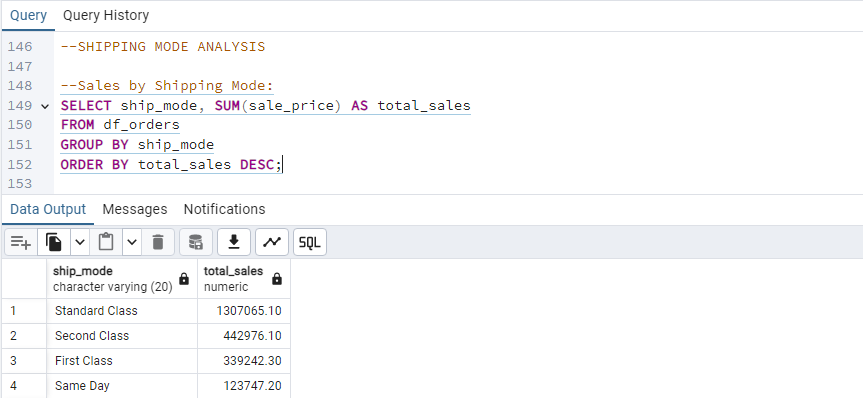 Query Query History
146 --SHIPPING MODE ANALYSIS
147
148 --Sales by Shipping Mode:
149 SELECT ship_mode, SUM(sale_price) AS total_sales
150 FROM df_orders
151 GROUP BY ship_mode
152 ORDER BY total_sales DESC;
153
Data Output Messages Notifications
SQL
ship_mode total_sales
character varying (20) numeric
1 Standard Class 1307065.10
2 Second Class 442976.10
3 First Class 339242.30
4 Same Day 123747.20